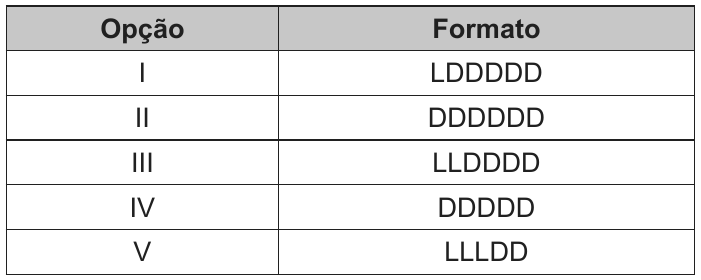 Opção Formato
I LDDDDD
II DDDDDD
III LLDDDD
IV DDDDD
V LLLDD